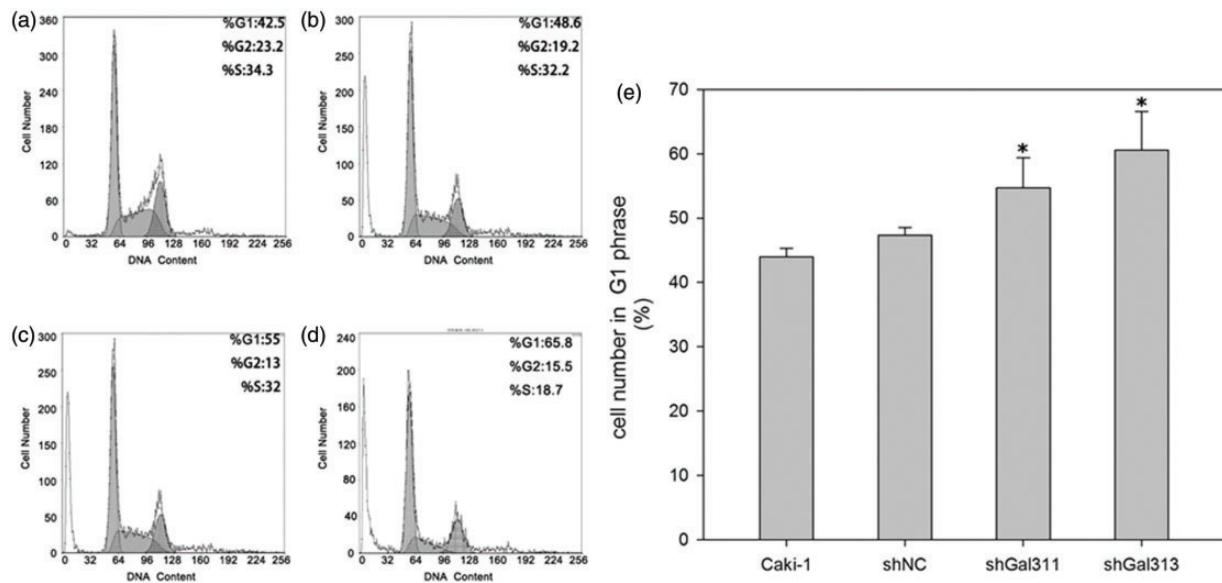 (a)
360
300
240
180
120
60
0
Cell Number
0 32 64 96 128 160 192 224 256
DNA Content
%G1:42.5
%G2:23.2
%S:34.3
(b)
300
250
200
150
100
50
0
Cell Number
0 32 64 96 128 160 192 224 256
DNA Content
%G1:48.6
%G2:19.2
%S:32.2
(c)
300
250
200
150
100
50
0
Cell Number
0 32 64 96 128 160 192 224 256
DNA Content
%G1:55
%G2:13
%S:32
(d)
240
200
160
120
80
40
0
Cell Number
0 32 64 96 128 160 192 224 256
DNA Content
%G1:65.8
%G2:15.5
%S:18.7
(e)
70
60
50
40
30
20
10
0
cell number in G1 phrase
(%)
*
*
Caki-1 shNC shGal311 shGal313